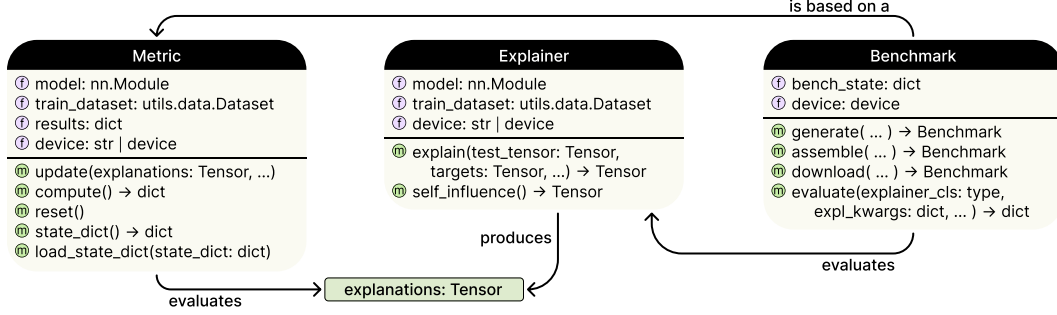 is based on a
Metric
ⓕ model: nn.Module
ⓕ train_dataset: utils.data.Dataset
ⓕ results: dict
ⓕ device: str | device
ⓜ update(explanations: Tensor, ...)
ⓜ compute() → dict
ⓜ reset()
ⓜ state_dict() → dict
ⓜ load_state_dict(state_dict: dict)
Explainer
ⓕ model: nn.Module
ⓕ train_dataset: utils.data.Dataset
ⓕ device: str | device
ⓜ explain(test_tensor: Tensor,
targets: Tensor, ...) → Tensor
ⓜ self_influence() → Tensor
Benchmark
ⓕ bench_state: dict
ⓕ device: device
ⓜ generate( ... ) → Benchmark
ⓜ assemble( ... ) → Benchmark
ⓜ download( ... ) → Benchmark
ⓜ evaluate(explainer_cls: type,
expl_kwargs: dict, ... ) → dict
produces
evaluates
evaluates
explanations: Tensor